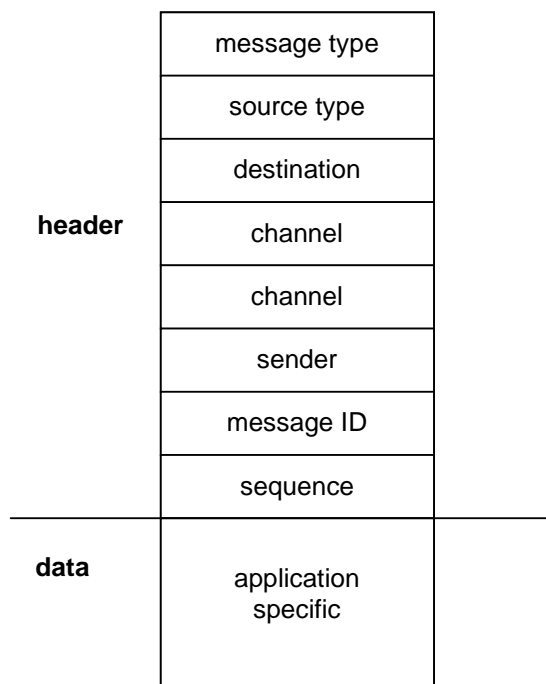 message type
source type
destination
header
channel
channel
sender
message ID
sequence
data
application
specific